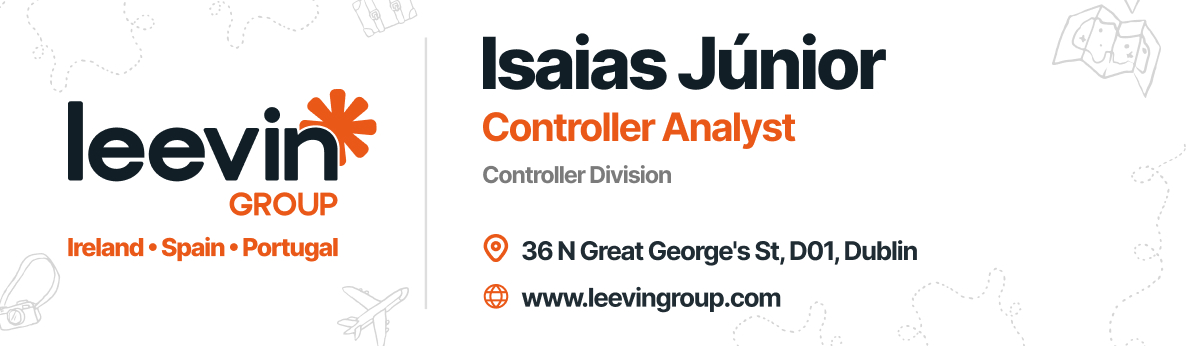 leevin
GROUP
Ireland • Spain • Portugal
Isaias Júnior
Controller Analyst
Controller Division
36 N Great George's St, D01, Dublin
www.leevingroup.com